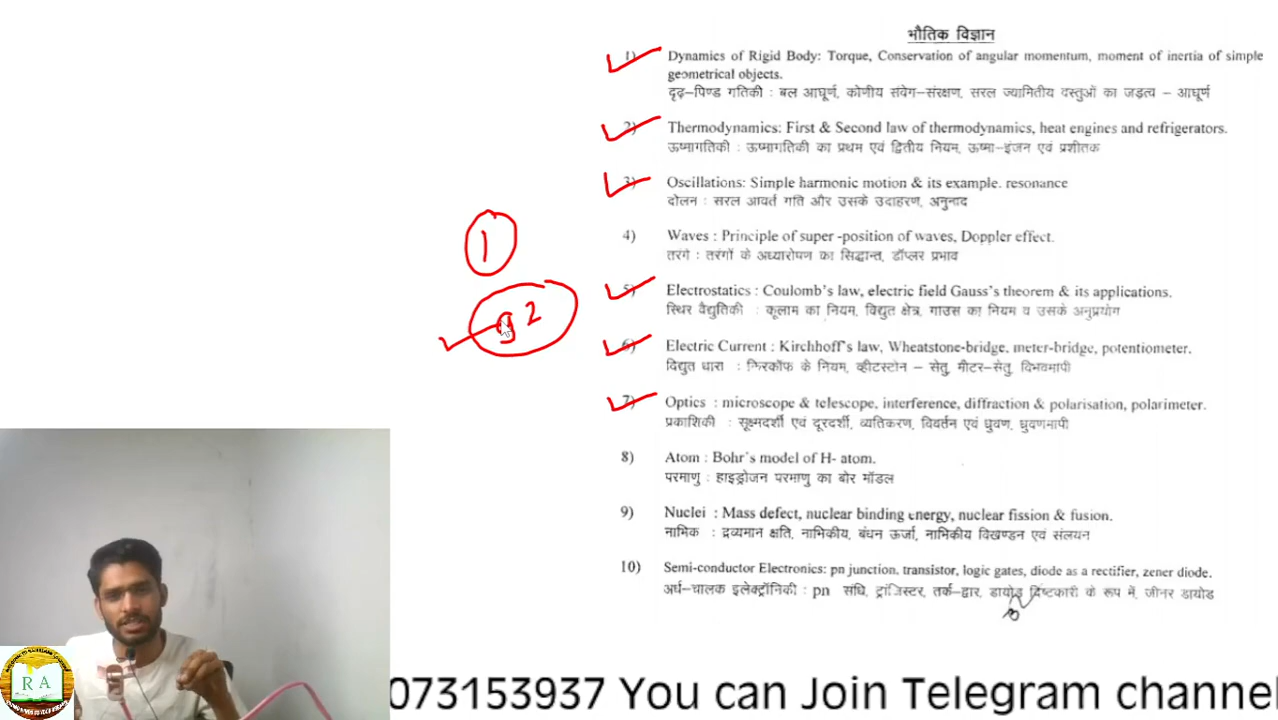 भौतिक विज्ञान
1) Dynamics of Rigid Body: Torque, Conservation of angular momentum, moment of inertia of simple
geometrical objects.
दृढ़–पिण्ड गतिकी : बल आघूर्ण, कोणीय संवेग–संरक्षण, सरल ज्यामितीय वस्तुओं का जड़त्व – आघूर्ण
2) Thermodynamics: First & Second law of thermodynamics, heat engines and refrigerators.
ऊष्मागतिकी : ऊष्मागतिकी का प्रथम एवं द्वितीय नियम, ऊष्मा–इंजन एवं प्रशीतक
3) Oscillations: Simple harmonic motion & its example. resonance
दोलन : सरल आवर्त गति और उसके उदाहरण, अनुनाद
1
4) Waves : Principle of super -position of waves, Doppler effect.
तरंगे : तरंगों के अध्यारोपण का सिद्धान्त, डॉप्लर प्रभाव
5) Electrostatics : Coulomb's law, electric field Gauss's theorem & its applications.
स्थिर वैद्युतिकी : कूलाम का नियम, विद्युत क्षेत्र, गाउस का नियम व उसके अनुप्रयोग
2
6) Electric Current : Kirchhoff's law, Wheatstone-bridge, meter-bridge, potentiometer.
विद्युत धारा : किरकॉफ के नियम, व्हीटस्टोन – सेतु, मीटर–सेतु, विभवमापी
7) Optics : microscope & telescope, interference, diffraction & polarisation, polarimeter.
प्रकाशिकी : सूक्ष्मदर्शी एवं दूरदर्शी, व्यतिकरण, विवर्तन एवं ध्रुवण, ध्रुवणमापी
8) Atom : Bohr's model of H- atom.
परमाणु : हाइड्रोजन परमाणु का बोर मॉडल
9) Nuclei : Mass defect, nuclear binding energy, nuclear fission & fusion.
नाभिक : द्रव्यमान क्षति, नाभिकीय, बंधन ऊर्जा, नाभिकीय विखण्डन एवं संलयन
10) Semi-conductor Electronics: pn junction, transistor, logic gates, diode as a rectifier, zener diode.
अर्ध–चालक इलेक्ट्रॉनिकी : pn संधि, ट्रांजिस्टर, तर्क–द्वार, डायोड दिष्टकारी के रूप में, जीनर डायोड
R A
073153937 You can Join Telegram channel